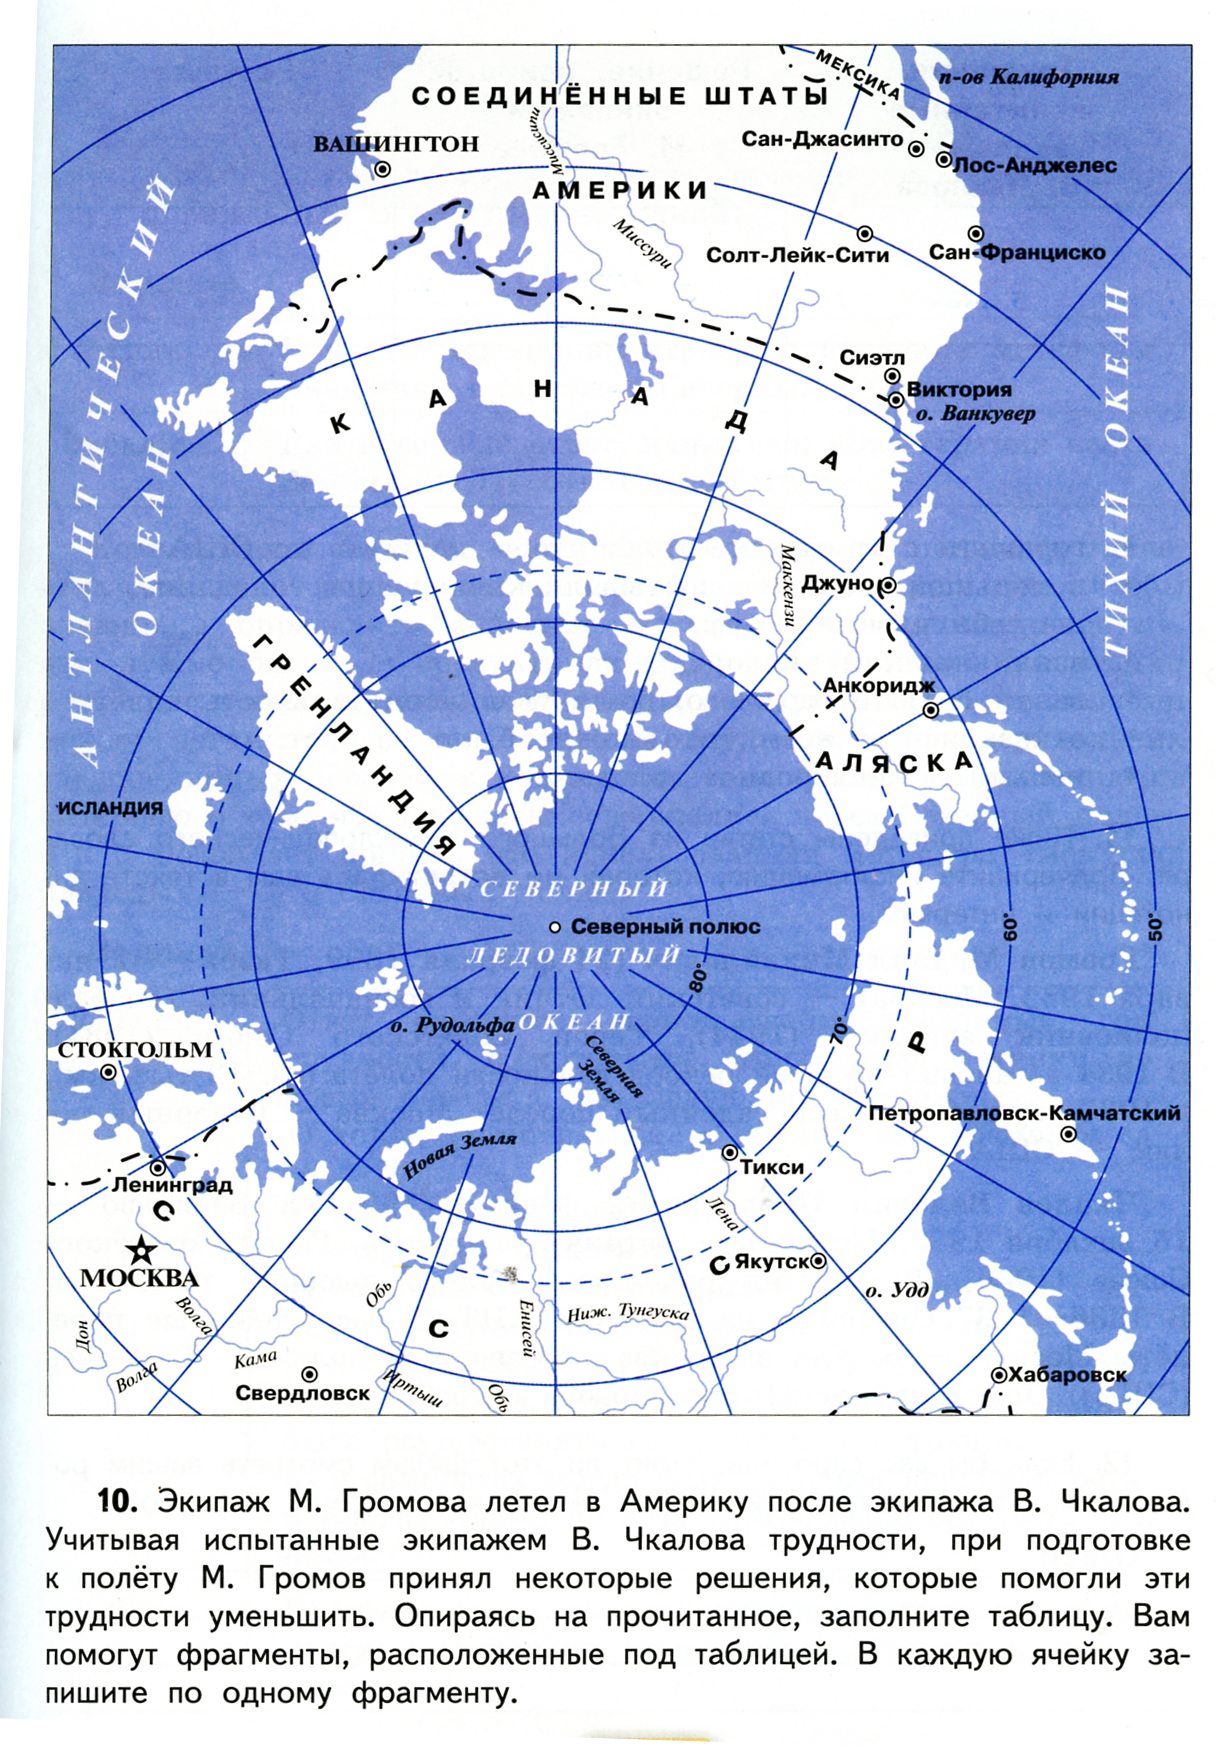 МЕКСИКА
п-ов Калифорния
СОЕДИНЁННЫЕ ШТАТЫ
Миссисипи
ВАШИНГТОН
Сан-Джасинто
Лос-Анджелес
АМЕРИКИ
Миссури
Солт-Лейк-Сити
Сан-Франциско
АТЛАНТИЧЕСКИЙ
ОКЕАН
ТИХИЙ ОКЕАН
Сиэтл
Виктория
о. Ванкувер
КАНАДА
Маккензи
Джуно
Анкоридж
АЛЯСКА
ГРЕНЛАНДИЯ
ИСЛАНДИЯ
СЕВЕРНЫЙ
Северный полюс
ЛЕДОВИТЫЙ
ОКЕАН
80°
70°
60°
50°
о. Рудольфа
Северная
Земля
СТОКГОЛЬМ
Новая Земля
Петропавловск-Камчатский
Тикси
Ленинград
Лена
С С С Р
Якутск
МОСКВА
о. Удд
Обь
Енисей
Ниж. Тунгуска
Дон
Волга
Волга
Кама
Свердловск
Иртыш
Обь
Хабаровск
10. Экипаж М. Громова летел в Америку после экипажа В. Чкалова.
Учитывая испытанные экипажем В. Чкалова трудности, при подготовке
к полёту М. Громов принял некоторые решения, которые помогли эти
трудности уменьшить. Опираясь на прочитанное, заполните таблицу. Вам
помогут фрагменты, расположенные под таблицей. В каждую ячейку за-
пишите по одному фрагменту.